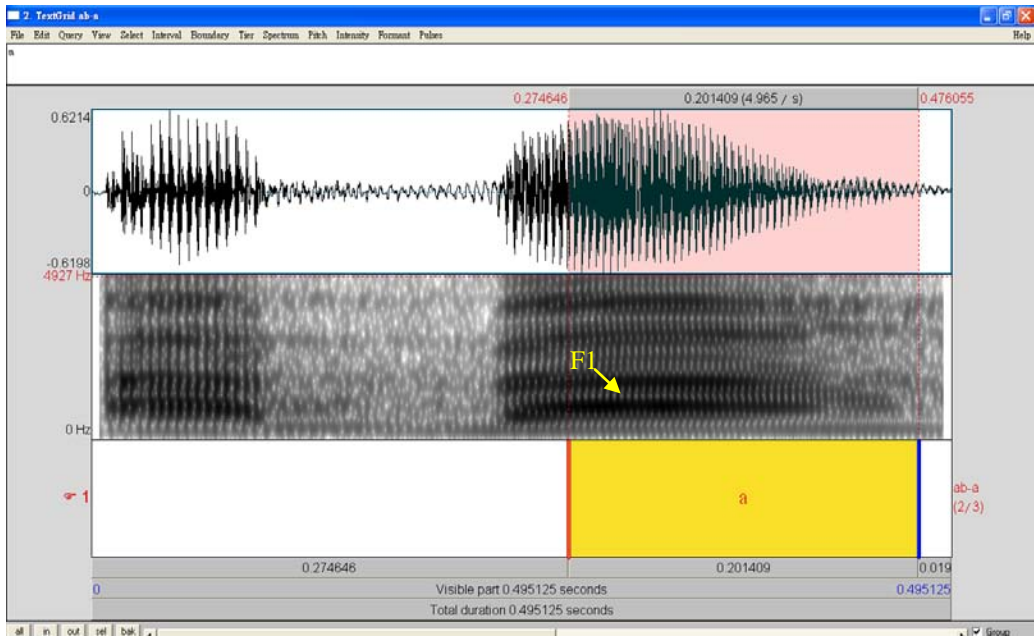 2. TextGrid ab-a
File Edit Query View Select Interval Boundary Tier Spectrum Pitch Intensity Formant Pulses Help
0.274646 0.201409 (4.965 / s) 0.476055
0.6214
0
-0.6198
4927 Hz
F1
0 Hz
1
a
ab-a
(2/3)
0.274646 0.201409 0.019
0 Visible part 0.495125 seconds 0.495125
Total duration 0.495125 seconds
all in out sel bak Group